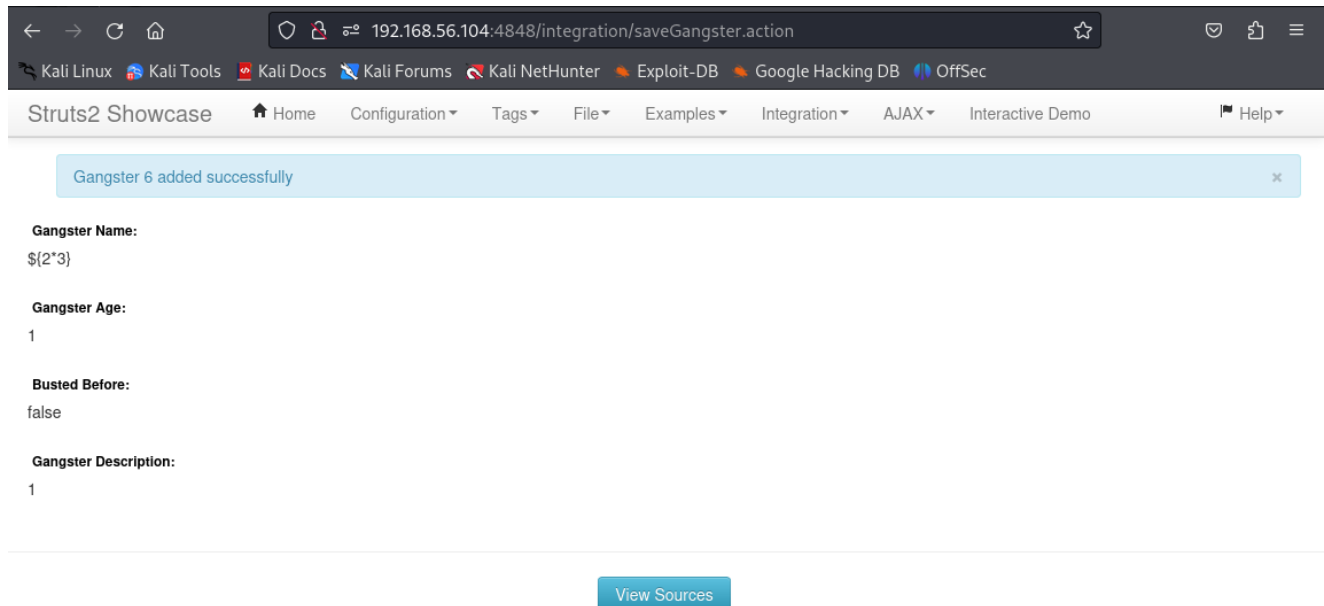 192.168.56.104:4848/integration/saveGangster.action
Kali Linux Kali Tools Kali Docs Kali Forums Kali NetHunter Exploit-DB Google Hacking DB OffSec
Struts2 Showcase Home Configuration Tags File Examples Integration AJAX Interactive Demo Help
Gangster 6 added successfully ×
Gangster Name:
${2*3}
Gangster Age:
1
Busted Before:
false
Gangster Description:
1
View Sources